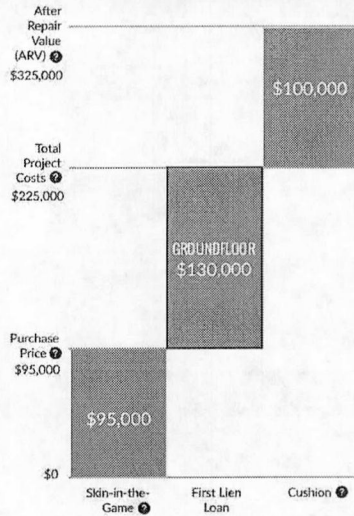 After
Repair
Value
(ARV) ?
$325,000
$100,000
Total
Project
Costs ?
$225,000
GROUNDFLOOR
$130,000
Purchase
Price ?
$95,000
$95,000
$0
Skin-in-the-
Game ?
First Lien
Loan
Cushion ?